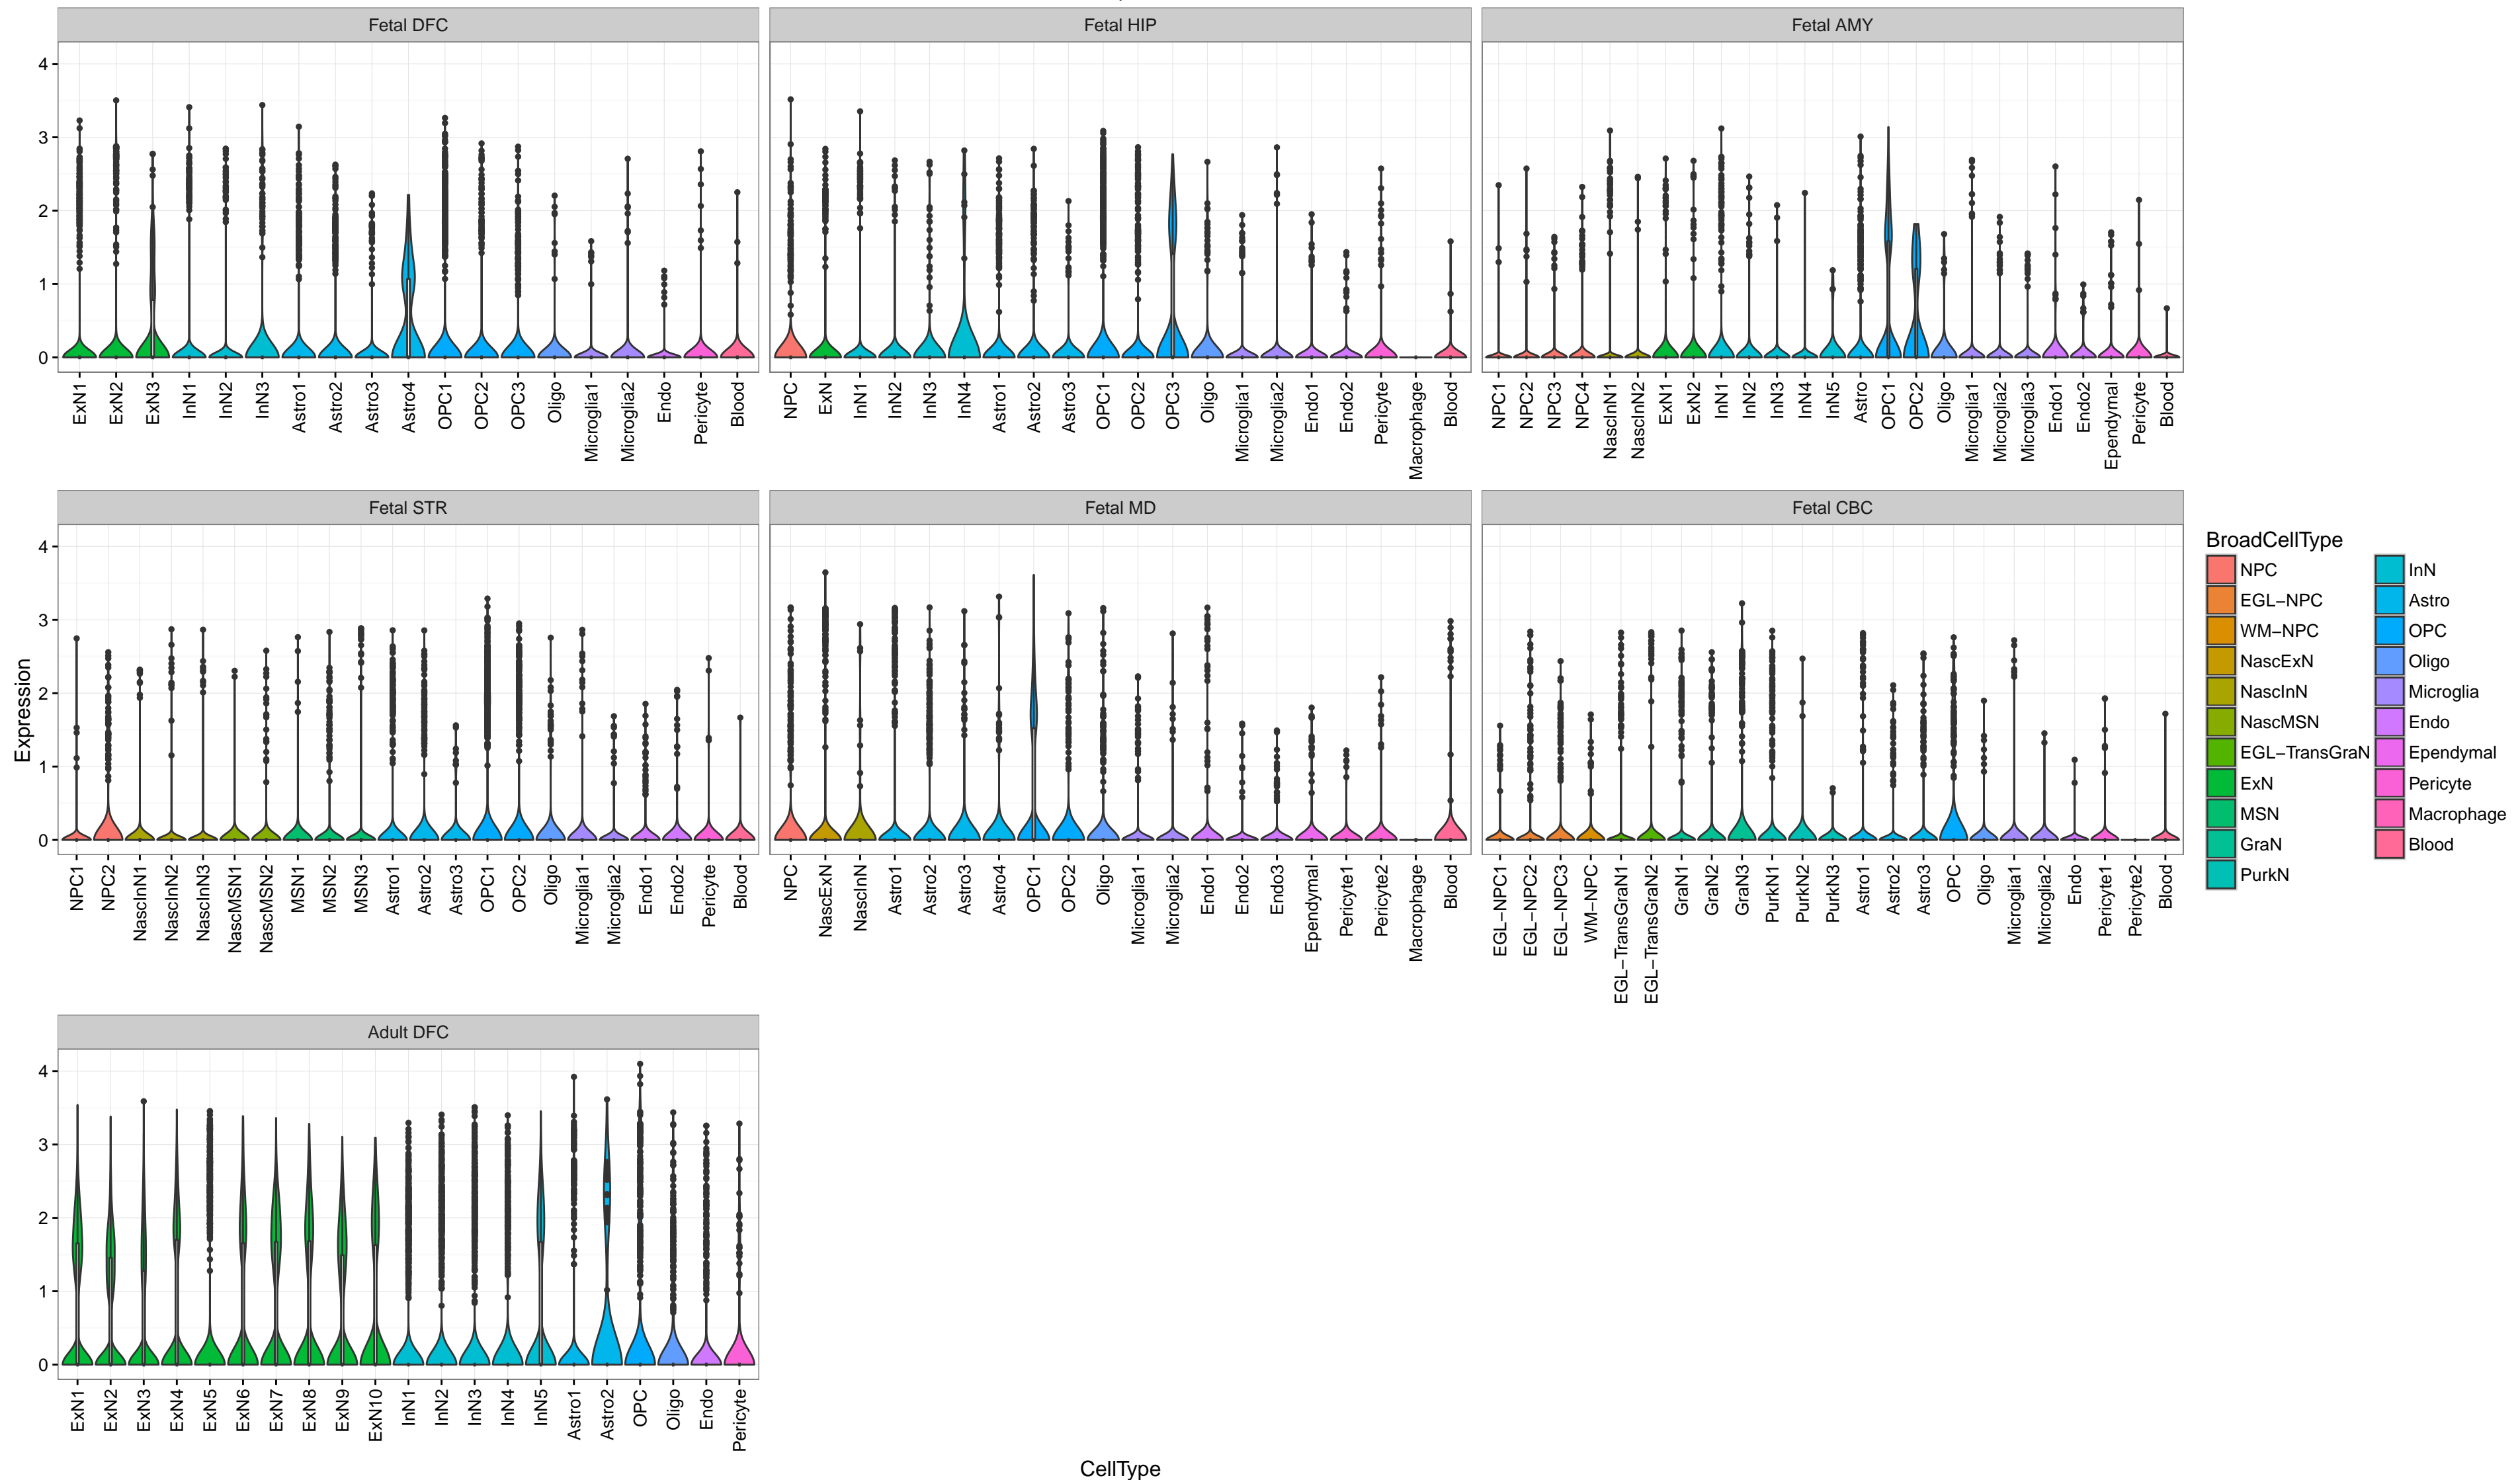 Fetal DFC Fetal HIP Fetal AMY
4
3
2
1
0
ExN1 ExN2 ExN3 InN1 InN2 InN3 Astro1 Astro2 Astro3 Astro4 OPC1 OPC2 OPC3 Oligo Microglia1 Microglia2 Endo Pericyte Blood
NPC ExN InN1 InN2 InN3 InN4 Astro1 Astro2 Astro3 OPC1 OPC2 OPC3 Oligo Microglia1 Microglia2 Endo1 Endo2 Pericyte Macrophage Blood
NPC1 NPC2 NPC3 NPC4 NascInN1 NascInN2 ExN1 ExN2 InN1 InN2 InN3 InN4 InN5 Astro OPC1 OPC2 Oligo Microglia1 Microglia2 Microglia3 Endo1 Endo2 Ependymal Pericyte Blood
Fetal STR Fetal MD Fetal CBC
4
3
2
1
0
NPC1 NPC2 NascInN1 NascInN2 NascInN3 NascMSN1 NascMSN2 MSN1 MSN2 MSN3 Astro1 Astro2 Astro3 OPC1 OPC2 Oligo Microglia1 Microglia2 Endo1 Endo2 Pericyte Blood
NPC NascExN NascInN Astro1 Astro2 Astro3 Astro4 OPC1 OPC2 Oligo Microglia1 Microglia2 Endo1 Endo2 Endo3 Ependymal Pericyte1 Pericyte2 Macrophage Blood
EGL−NPC1 EGL−NPC2 EGL−NPC3 WM−NPC EGL−TransGraN1 EGL−TransGraN2 GraN1 GraN2 GraN3 PurkN1 PurkN2 PurkN3 Astro1 Astro2 Astro3 OPC Oligo Microglia1 Microglia2 Endo Pericyte1 Pericyte2 Blood
Expression
BroadCellType
NPC InN
EGL−NPC Astro
WM−NPC OPC
NascExN Oligo
NascInN Microglia
NascMSN Endo
EGL−TransGraN Ependymal
ExN Pericyte
MSN Macrophage
GraN Blood
PurkN
Adult DFC
4
3
2
1
0
ExN1 ExN2 ExN3 ExN4 ExN5 ExN6 ExN7 ExN8 ExN9 ExN10 InN1 InN2 InN3 InN4 InN5 Astro1 Astro2 OPC Oligo Endo Pericyte
CellType